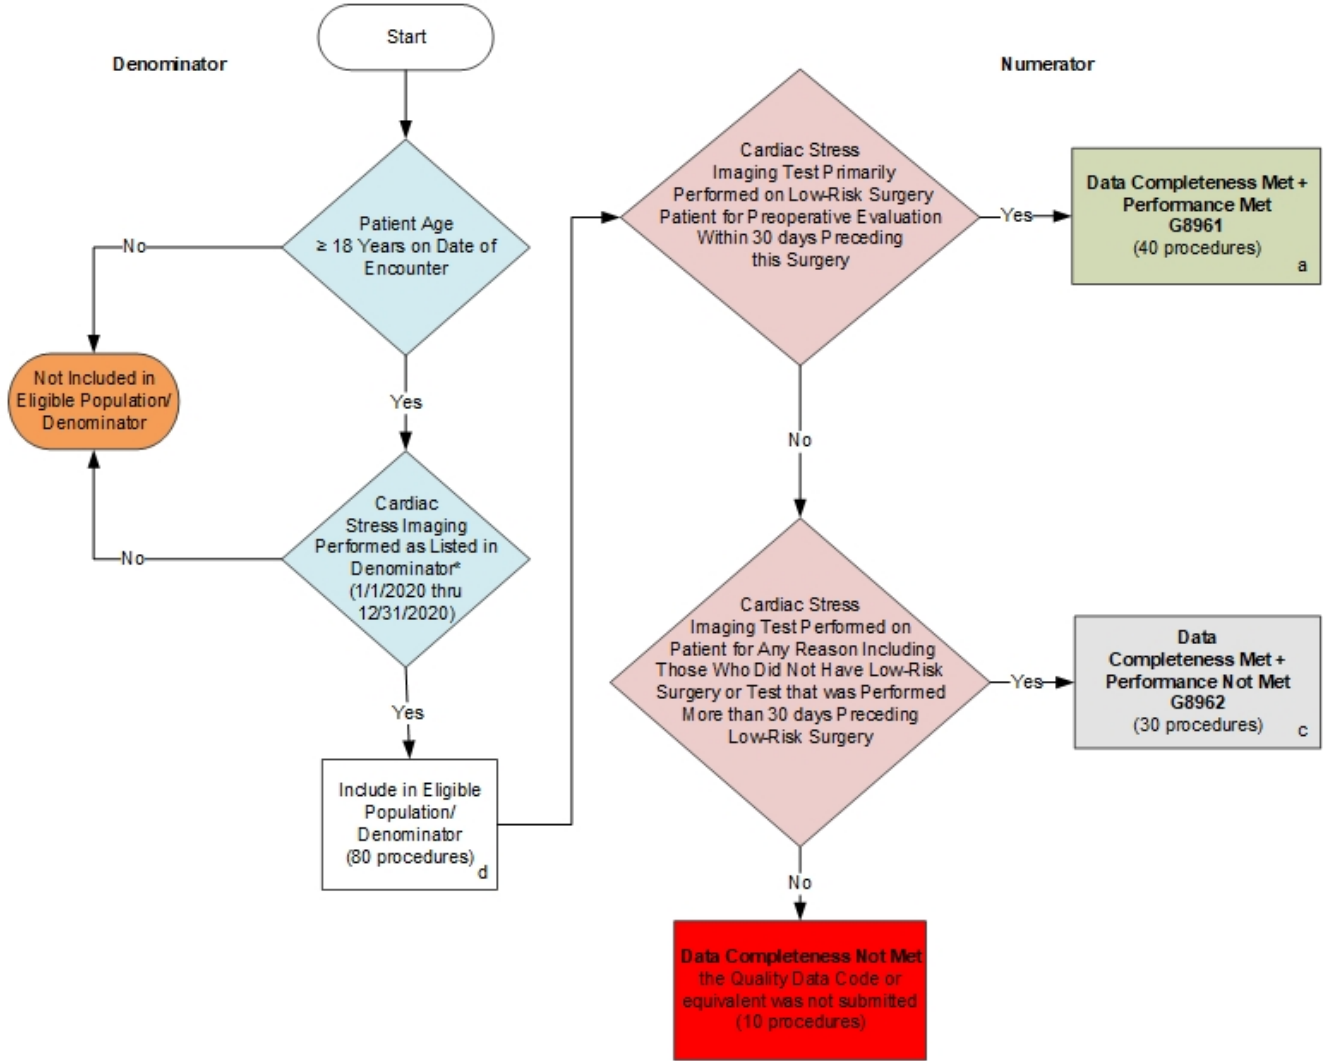 Start
Denominator
Numerator
Patient Age
≥ 18 Years on Date of
Encounter
No
Yes
Not Included in
Eligible Population/
Denominator
Cardiac
Stress Imaging
Performed as Listed in
Denominator*
(1/1/2020 thru
12/31/2020)
No
Yes
Include in Eligible
Population/
Denominator
(80 procedures)
d
Cardiac Stress
Imaging Test Primarily
Performed on Low-Risk Surgery
Patient for Preoperative Evaluation
Within 30 days Preceding
this Surgery
Yes
Data Completeness Met +
Performance Met
G8961
(40 procedures)
a
No
Cardiac Stress
Imaging Test Performed on
Patient for Any Reason Including
Those Who Did Not Have Low-Risk
Surgery or Test that was Performed
More than 30 days Preceding
Low-Risk Surgery
Yes
Data
Completeness Met +
Performance Not Met
G8962
(30 procedures)
c
No
Data Completeness Not Met
the Quality Data Code or
equivalent was not submitted
(10 procedures)